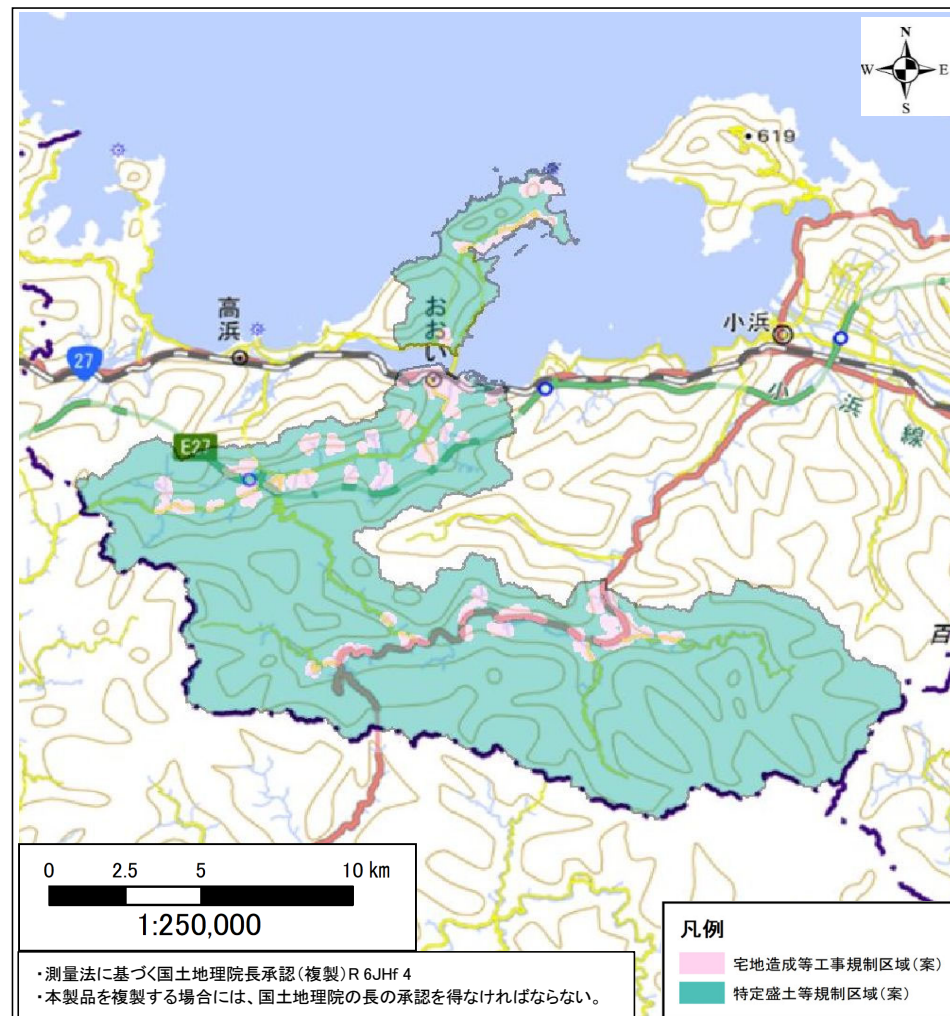 N
W E
S
619
高浜
おおい
小浜
27
小浜線
E27
百
0 2.5 5 10 km
1:250,000
凡例
宅地造成等工事規制区域(案)
特定盛土等規制区域(案)
・測量法に基づく国土地理院長承認(複製)R 6JHf 4
・本製品を複製する場合には、国土地理院の長の承認を得なければならない。